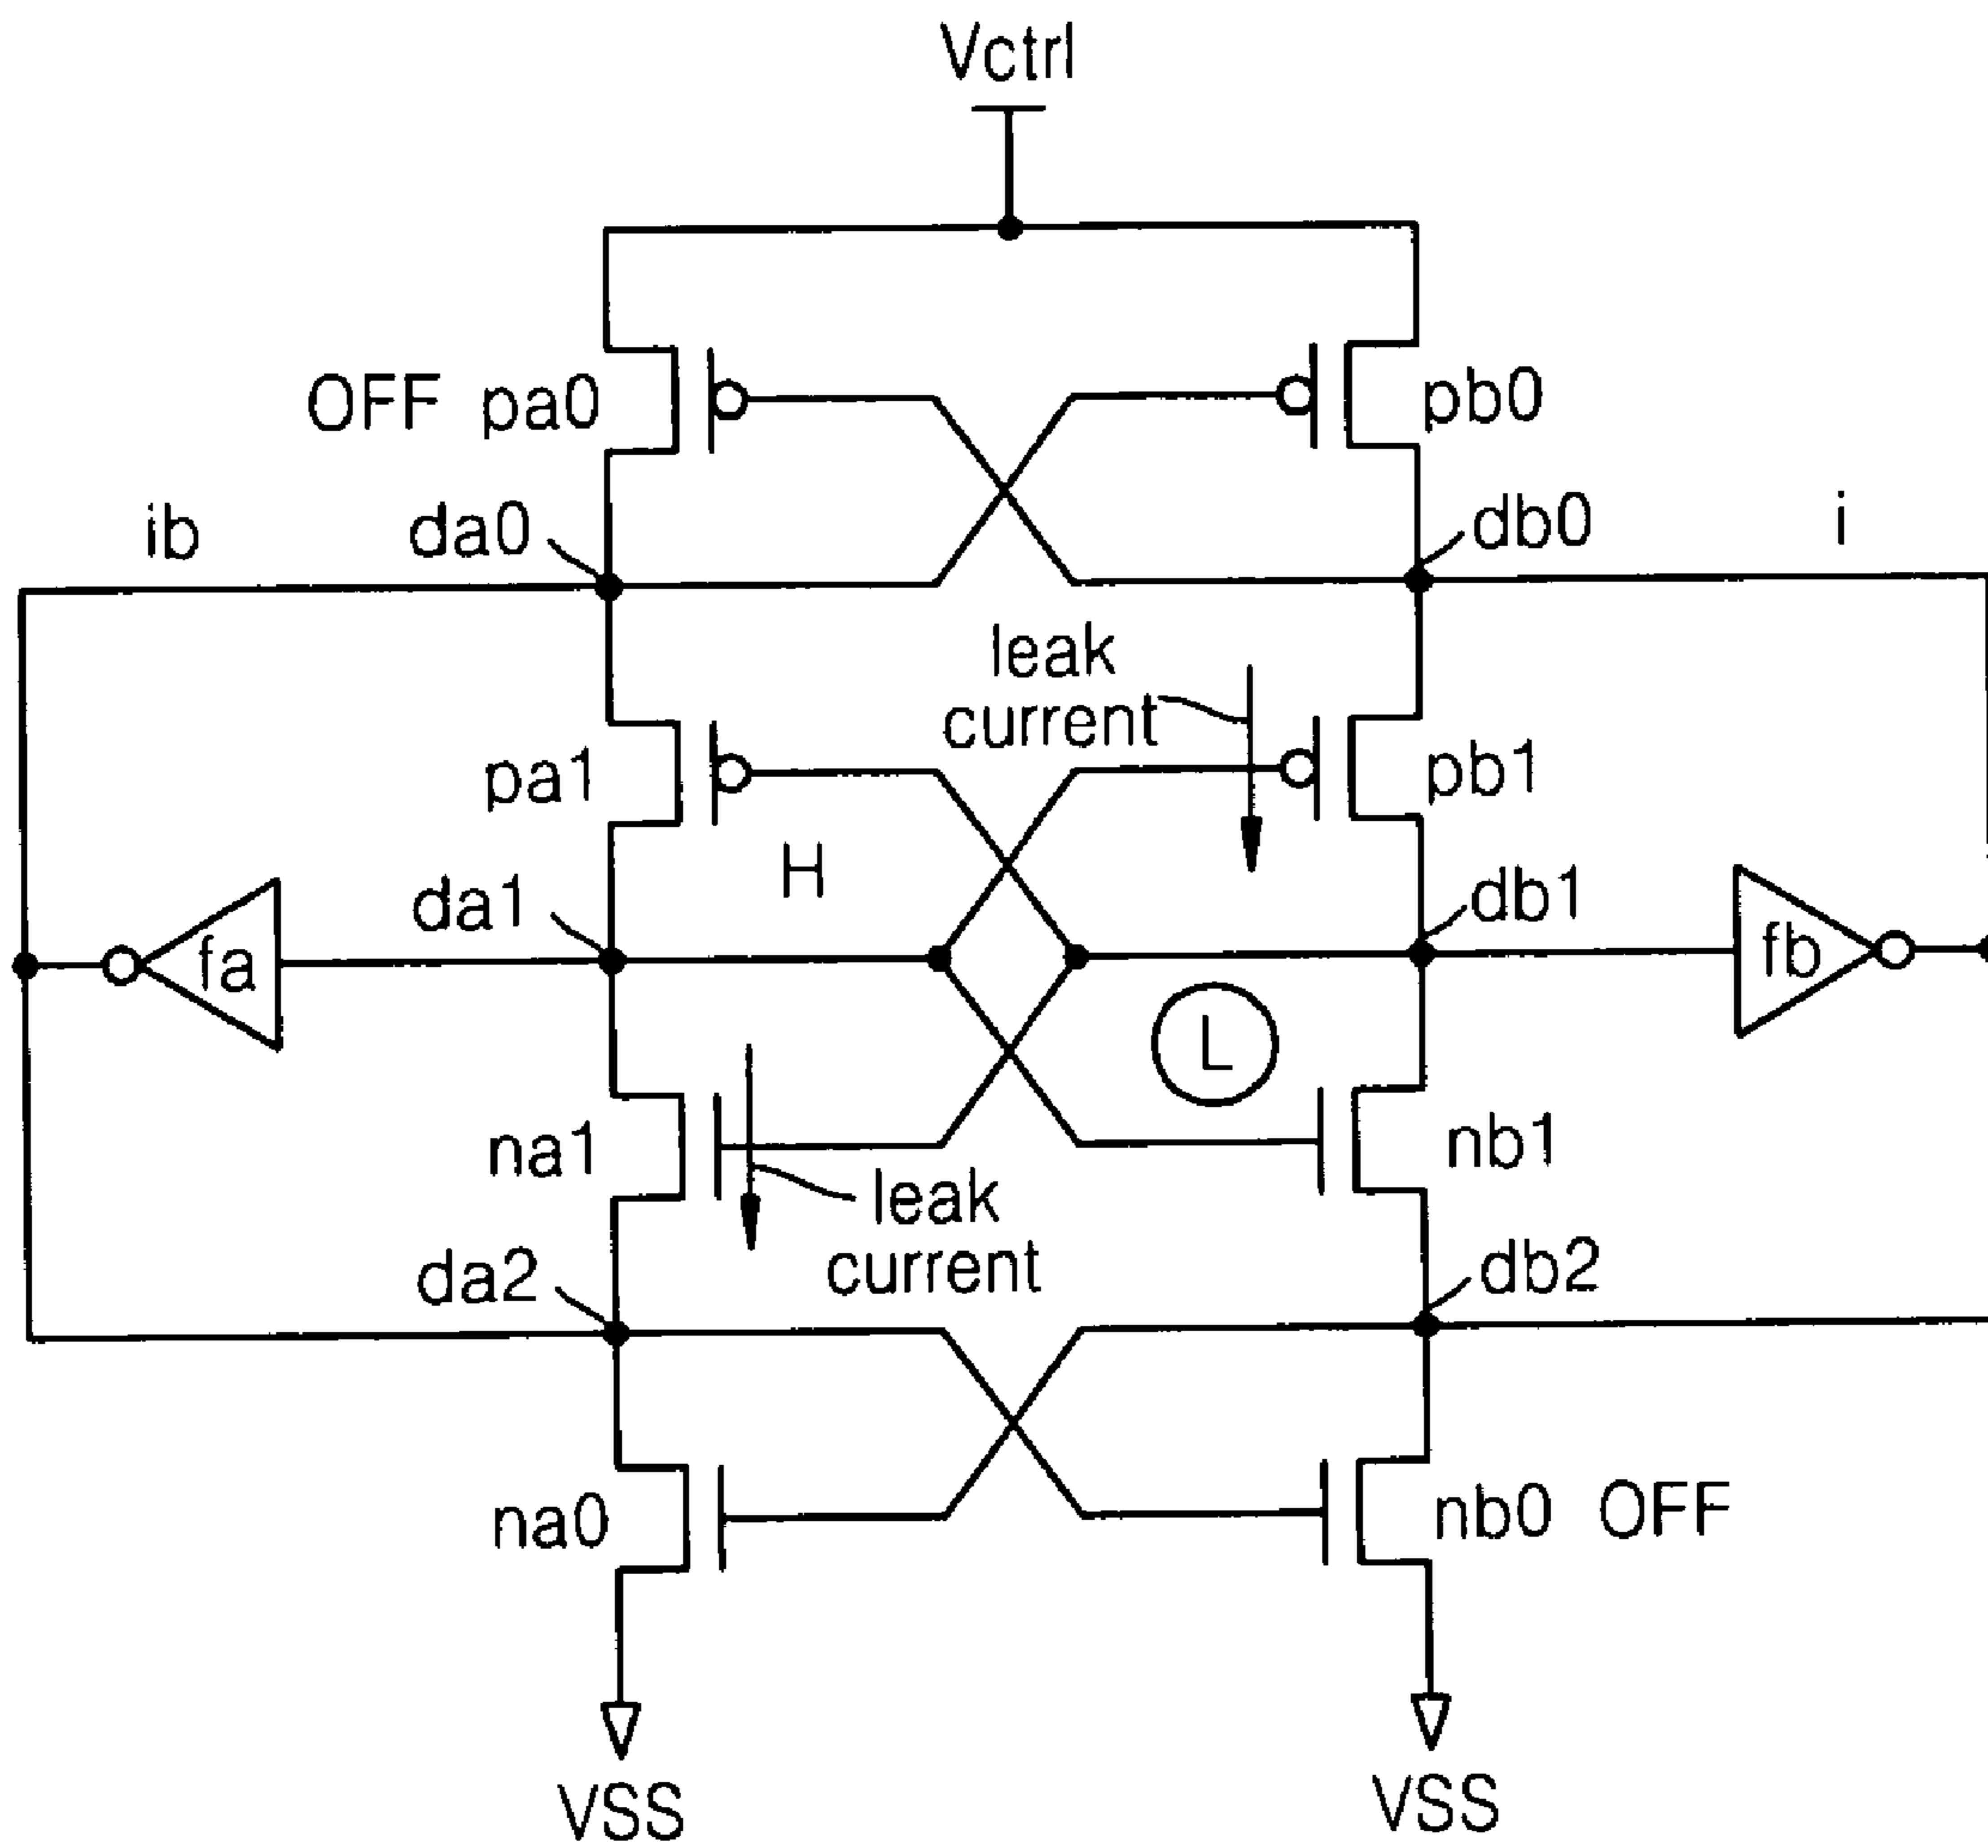 Vctrl
OFF pa0
pb0
ib
da0
db0
i
leak
current
pa1
pb1
H
da1
db1
fa
fb
L
na1
nb1
leak
current
da2
db2
na0
nb0 OFF
VSS
VSS